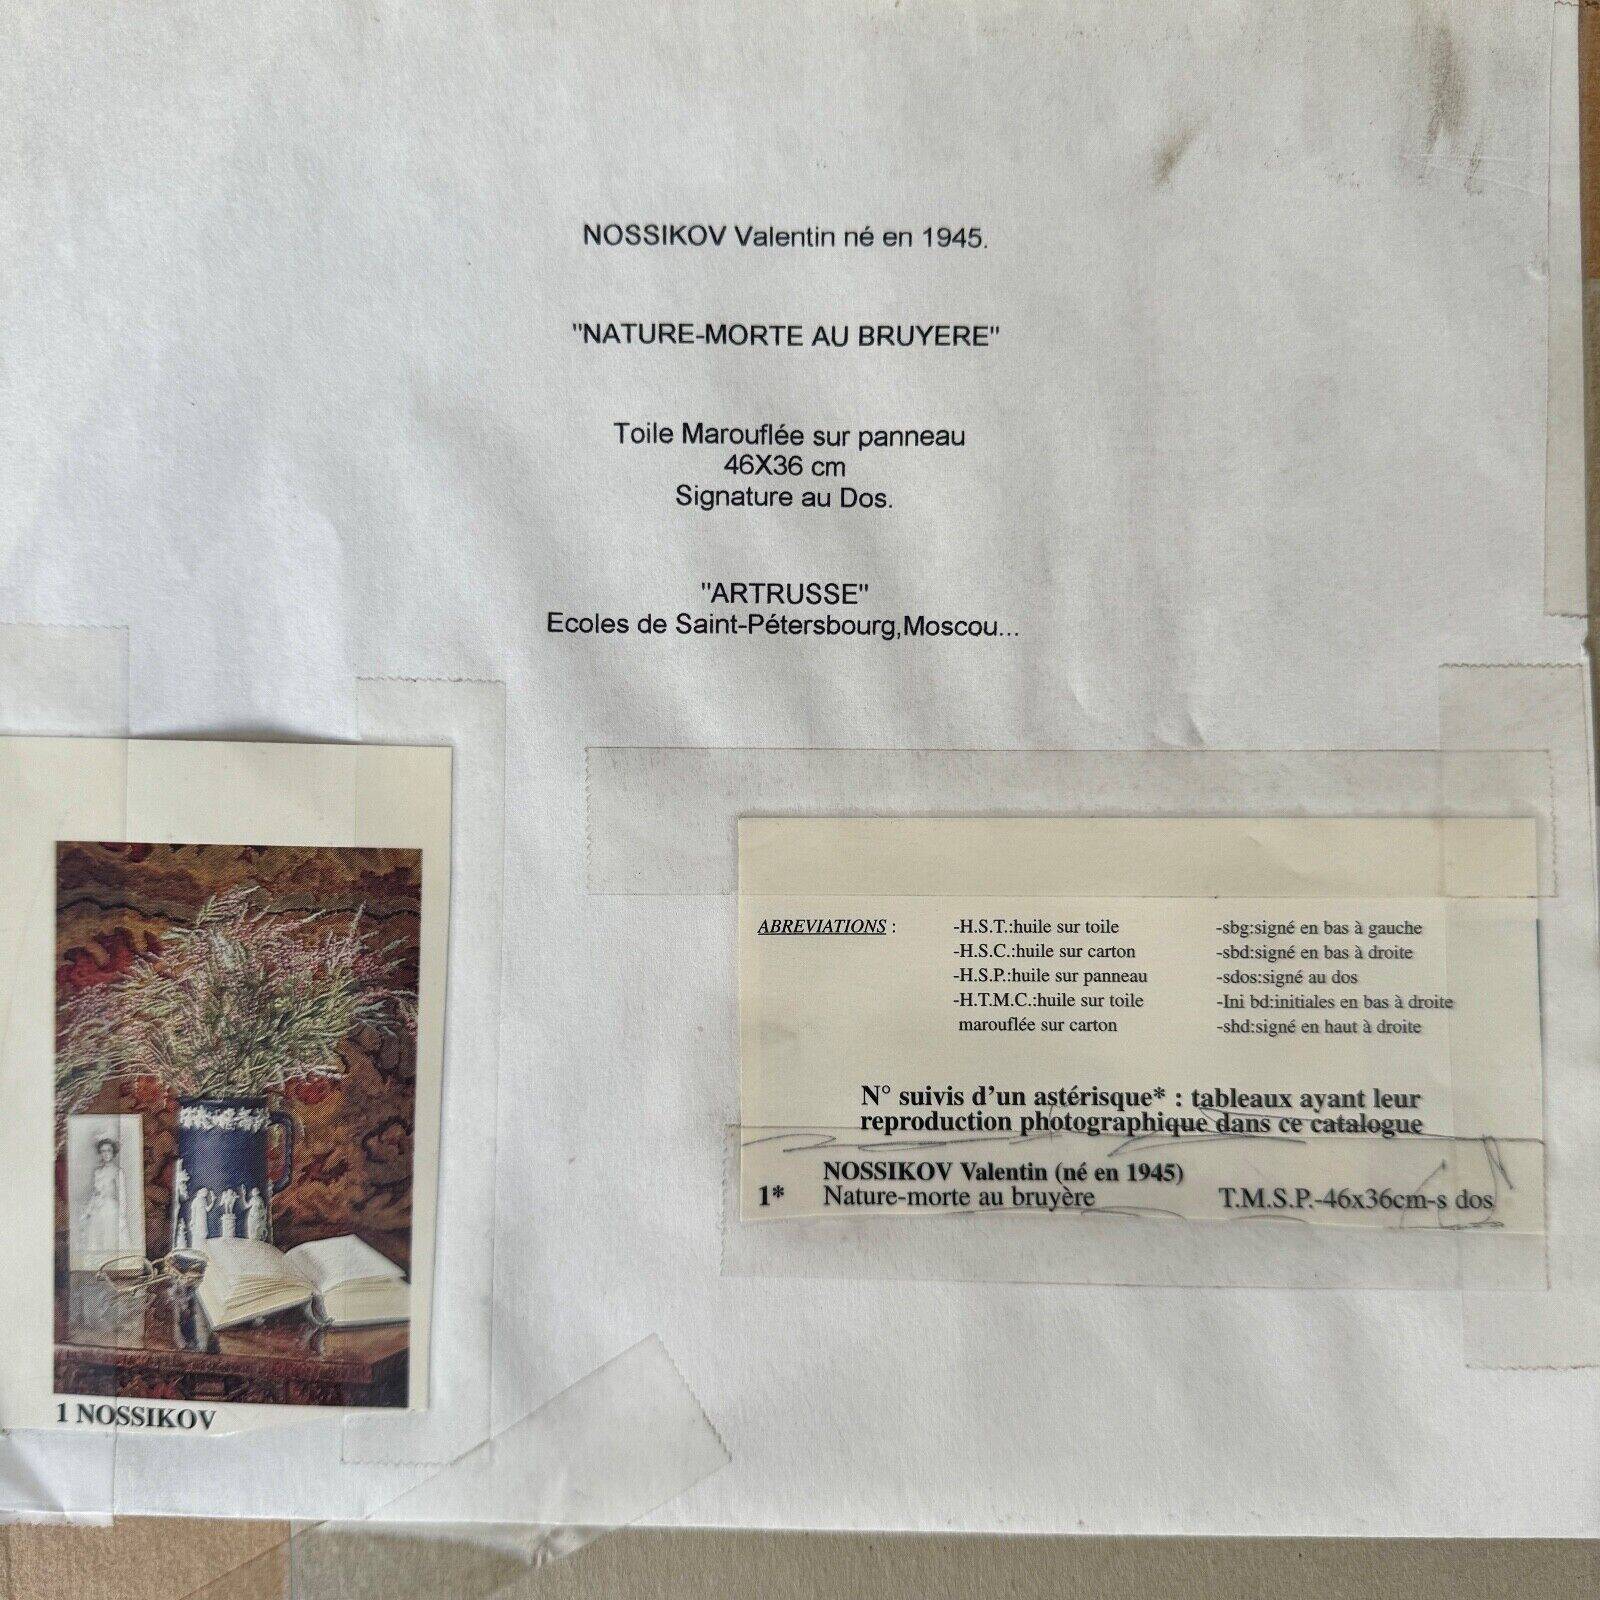 NOSSIKOV Valentin né en 1945.
"NATURE-MORTE AU BRUYERE"
Toile Marouflée sur panneau
46X36 cm
Signature au Dos.
"ARTRUSSE"
Ecoles de Saint-Pétersbourg,Moscou...
1 NOSSIKOV
ABREVIATIONS :
-H.S.T.:huile sur toile
-H.S.C.:huile sur carton
-H.S.P.:huile sur panneau
-H.T.M.C.:huile sur toile
marouflée sur carton
-sbg:signé en bas à gauche
-sbd:signé en bas à droite
-sdos:signé au dos
-Ini bd:initiales en bas à droite
-shd:signé en haut à droite
N° suivis d'un astérisque* : tableaux ayant leur
reproduction photographique dans ce catalogue
NOSSIKOV Valentin (né en 1945)
1* Nature-morte au bruyère T.M.S.P.-46x36cm-s dos